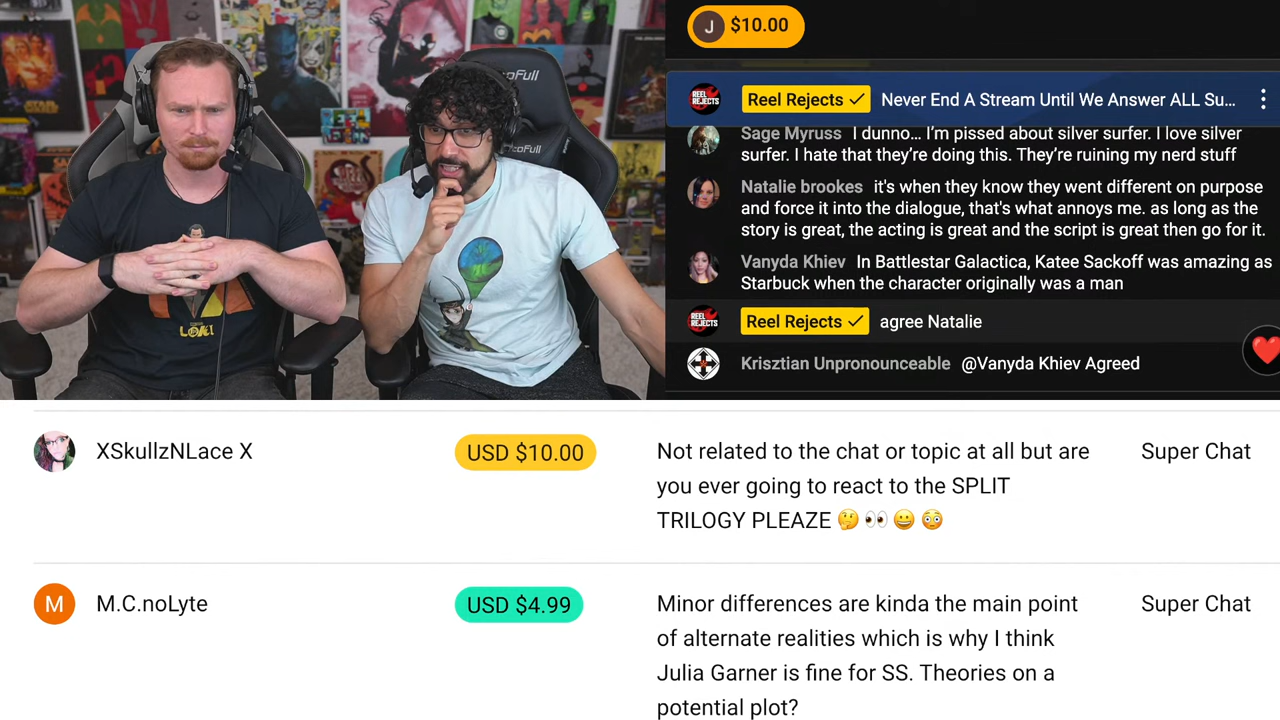 J $10.00
REEL REJECTS Reel Rejects Never End A Stream Until We Answer ALL Su...
Sage Myruss I dunno... I'm pissed about silver surfer. I love silver
surfer. I hate that they're doing this. They're ruining my nerd stuff
Natalie brookes it's when they know they went different on purpose
and force it into the dialogue, that's what annoys me. as long as the
story is great, the acting is great and the script is great then go for it.
Vanyda Khiev In Battlestar Galactica, Katee Sackoff was amazing as
Starbuck when the character originally was a man
REEL REJECTS Reel Rejects agree Natalie
Krisztian Unpronounceable @Vanyda Khiev Agreed
LOKI
XSkullzNLace X USD $10.00 Not related to the chat or topic at all but are Super Chat
you ever going to react to the SPLIT
TRILOGY PLEAZE 🤔 👀 😀 😳
M M.C.noLyte USD $4.99 Minor differences are kinda the main point Super Chat
of alternate realities which is why I think
Julia Garner is fine for SS. Theories on a
potential plot?